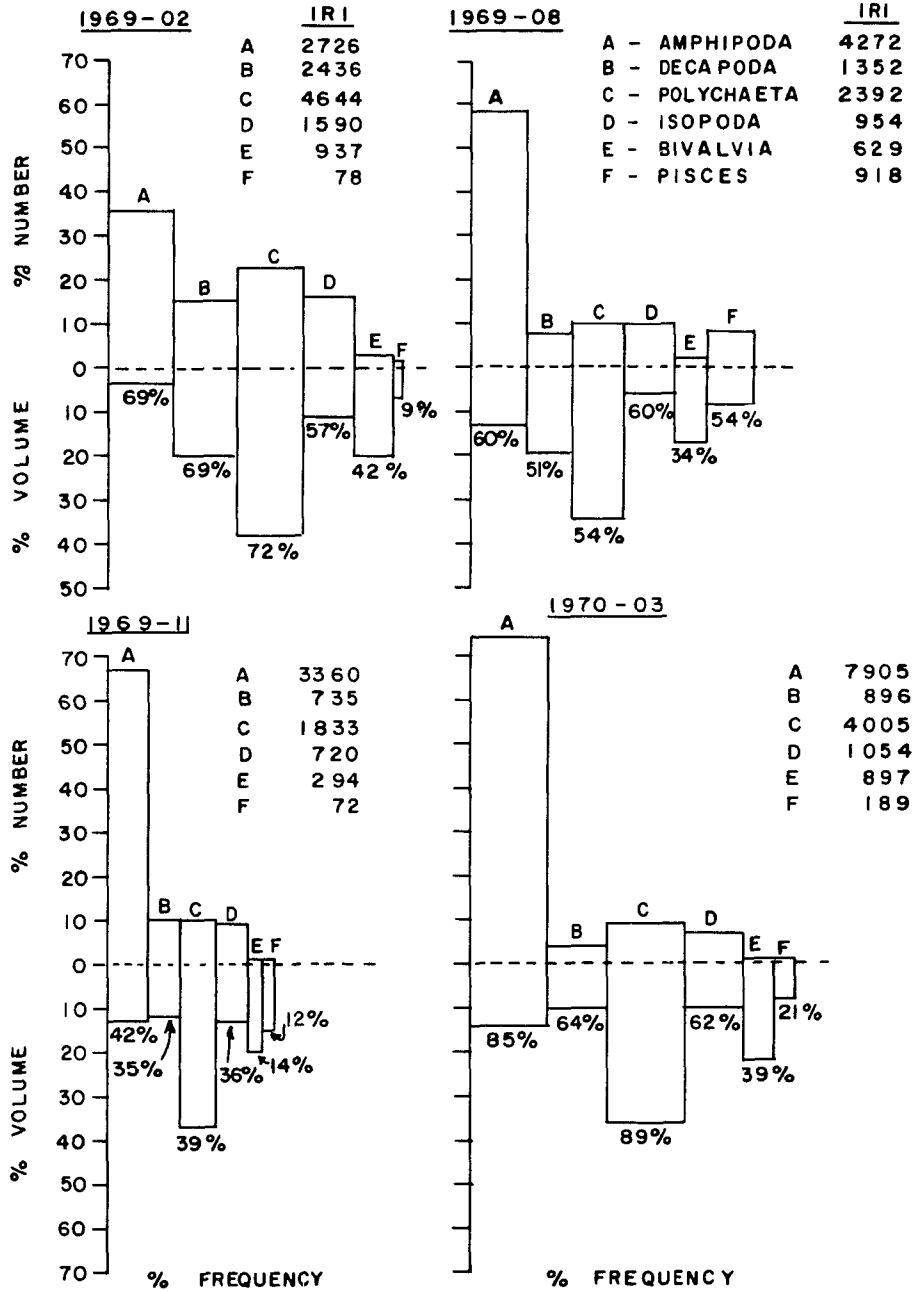 1969-02 IRI
A 2726
B 2436
C 4644
D 1590
E 937
F 78
70
60
50
40
30
20
10
0
10
20
30
40
50
% NUMBER
% VOLUME
A
B
C
D
E
F
69%
69%
72%
57%
42%
9%
1969-08 IRI
A - AMPHIPODA 4272
B - DECAPODA 1352
C - POLYCHAETA 2392
D - ISOPODA 954
E - BIVALVIA 629
F - PISCES 918
A
B
C
D
E
F
60%
51%
54%
60%
34%
54%
1969-11
A 3360
B 735
C 1833
D 720
E 294
F 72
70
60
50
40
30
20
10
0
10
20
30
40
50
60
70
% NUMBER
% VOLUME
A
B
C
D
E
F
42%
35%
39%
36%
14%
12%
% FREQUENCY
1970-03
A 7905
B 896
C 4005
D 1054
E 897
F 189
A
B
C
D
E
F
85%
64%
89%
62%
39%
21%
% FREQUENCY